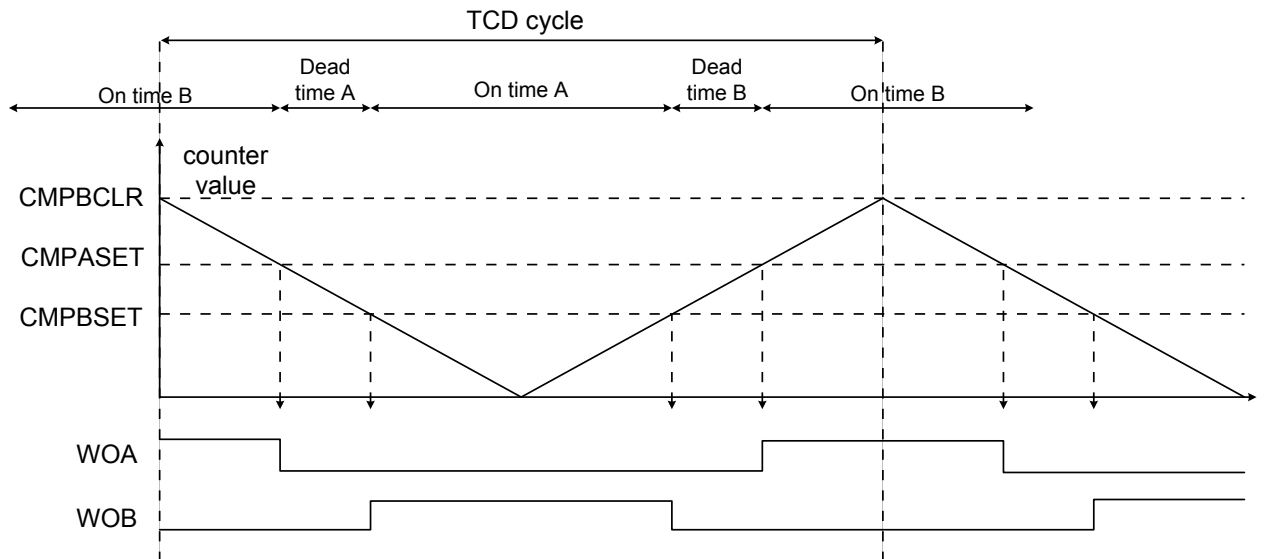 TCD cycle
On time B
Dead
time A
On time A
Dead
time B
On time B
counter
value
CMPBCLR
CMPASET
CMPBSET
WOA
WOB